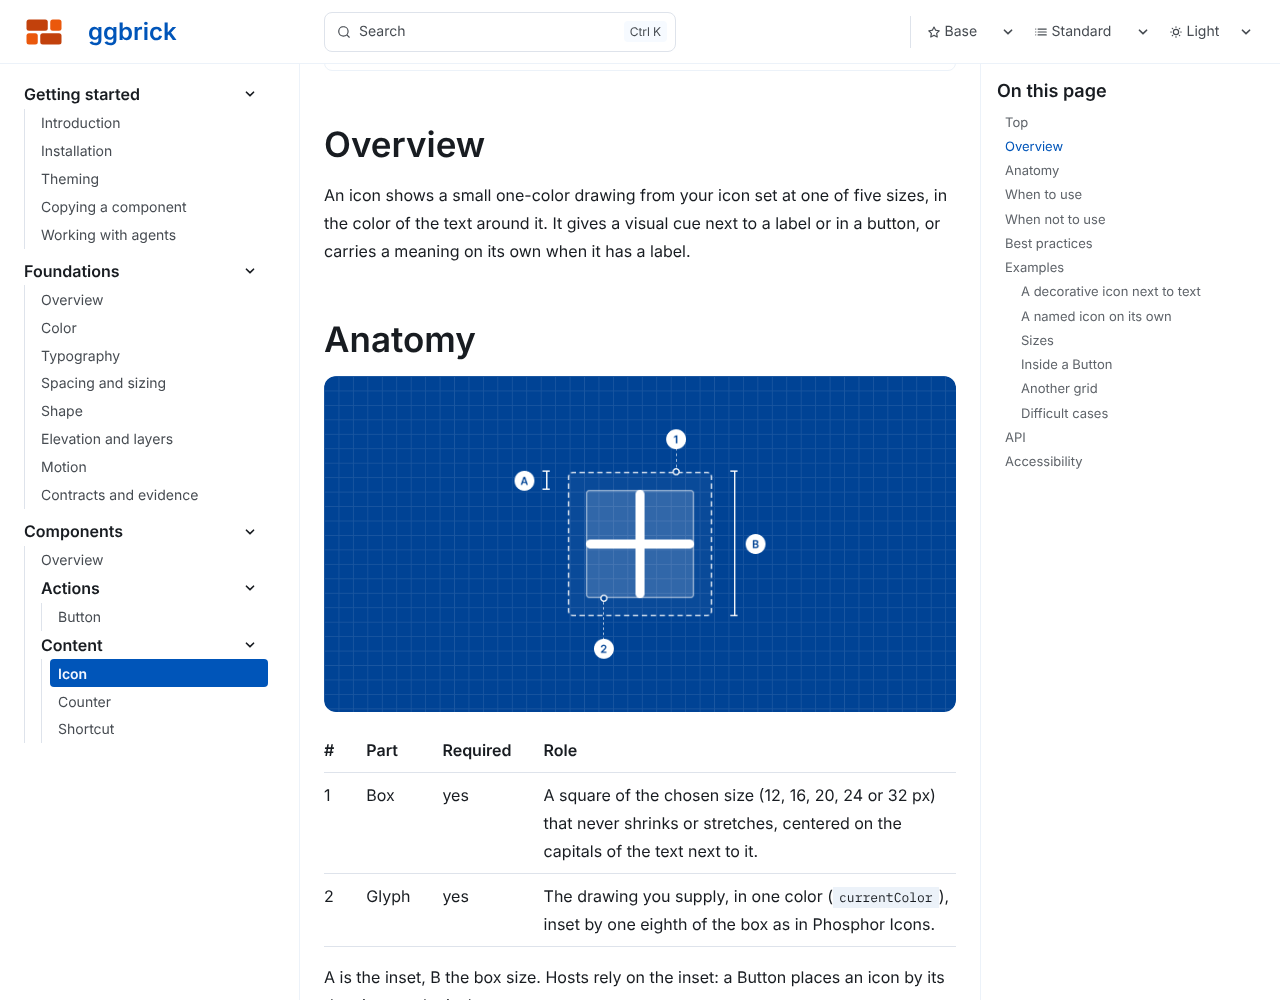 ggbrick
Search
Ctrl K
Base
Standard
Light
Getting started
Introduction
Installation
Theming
Copying a component
Working with agents
Foundations
Overview
Color
Typography
Spacing and sizing
Shape
Elevation and layers
Motion
Contracts and evidence
Components
Overview
Actions
Button
Content
Icon
Counter
Shortcut
Overview
An icon shows a small one-color drawing from your icon set at one of five sizes, in
the color of the text around it. It gives a visual cue next to a label or in a button, or
carries a meaning on its own when it has a label.
Anatomy
1
A
B
2
# Part Required Role
1 Box yes A square of the chosen size (12, 16, 20, 24 or 32 px)
that never shrinks or stretches, centered on the
capitals of the text next to it.
2 Glyph yes The drawing you supply, in one color (currentColor),
inset by one eighth of the box as in Phosphor Icons.
A is the inset, B the box size. Hosts rely on the inset: a Button places an icon by its
On this page
Top
Overview
Anatomy
When to use
When not to use
Best practices
Examples
A decorative icon next to text
A named icon on its own
Sizes
Inside a Button
Another grid
Difficult cases
API
Accessibility